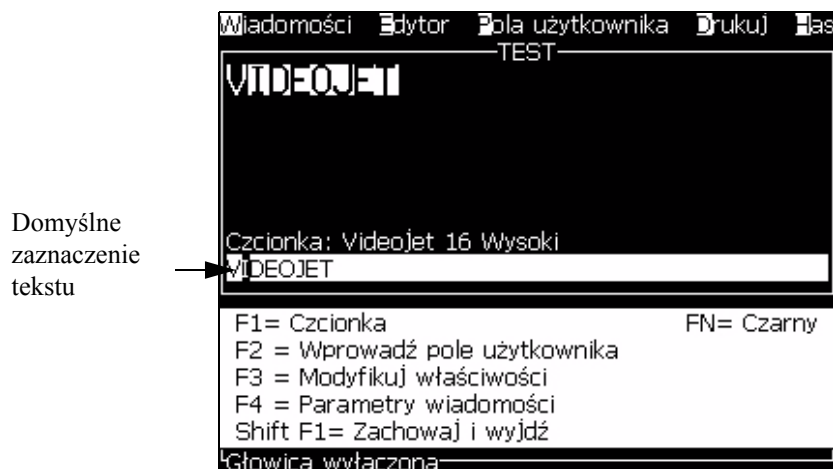 Wiadomości Edytor Pola użytkownika Drukuj Has
TEST
VIDEOJET
Domyślne
zaznaczenie
tekstu
Czcionka: Videojet 16 Wysoki
VIDEOJET
F1= Czcionka FN= Czarny
F2 = Wprowadź pole użytkownika
F3 = Modyfikuj właściwości
F4 = Parametry wiadomości
Shift F1= Zachowaj i wyjdź
Głowica wyłączona